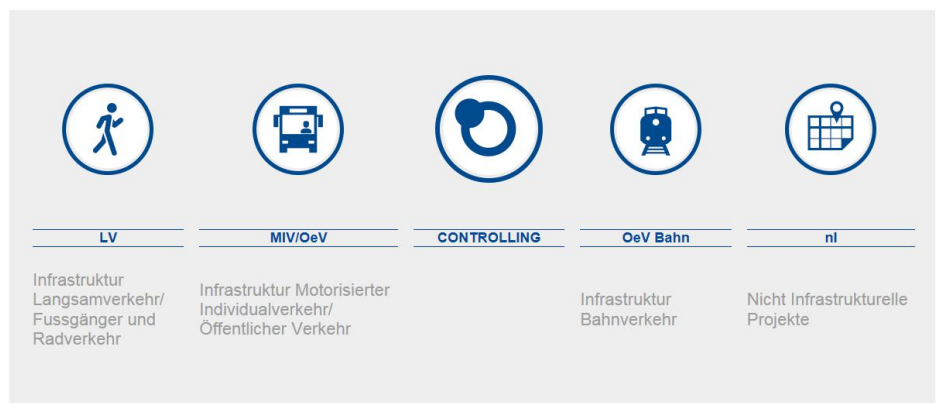 LV
MIV/OeV
CONTROLLING
OeV Bahn
nI
Infrastruktur
Langsamverkehr/
Fussgänger und
Radverkehr
Infrastruktur Motorisierter
Individualverkehr/
Öffentlicher Verkehr
Infrastruktur
Bahnverkehr
Nicht Infrastrukturelle
Projekte